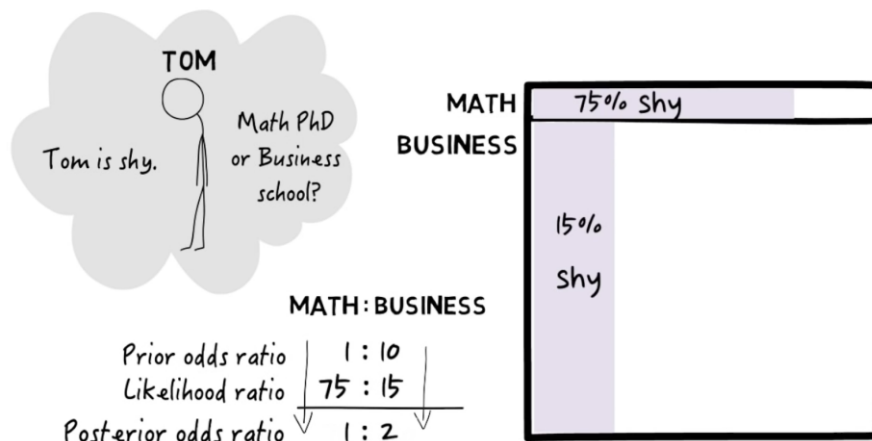 TOM
Tom is shy.
Math PhD
or Business
school?
MATH
75% Shy
BUSINESS
15%
Shy
MATH : BUSINESS
Prior odds ratio 1 : 10
Likelihood ratio 75 : 15
Posterior odds ratio 1 : 2